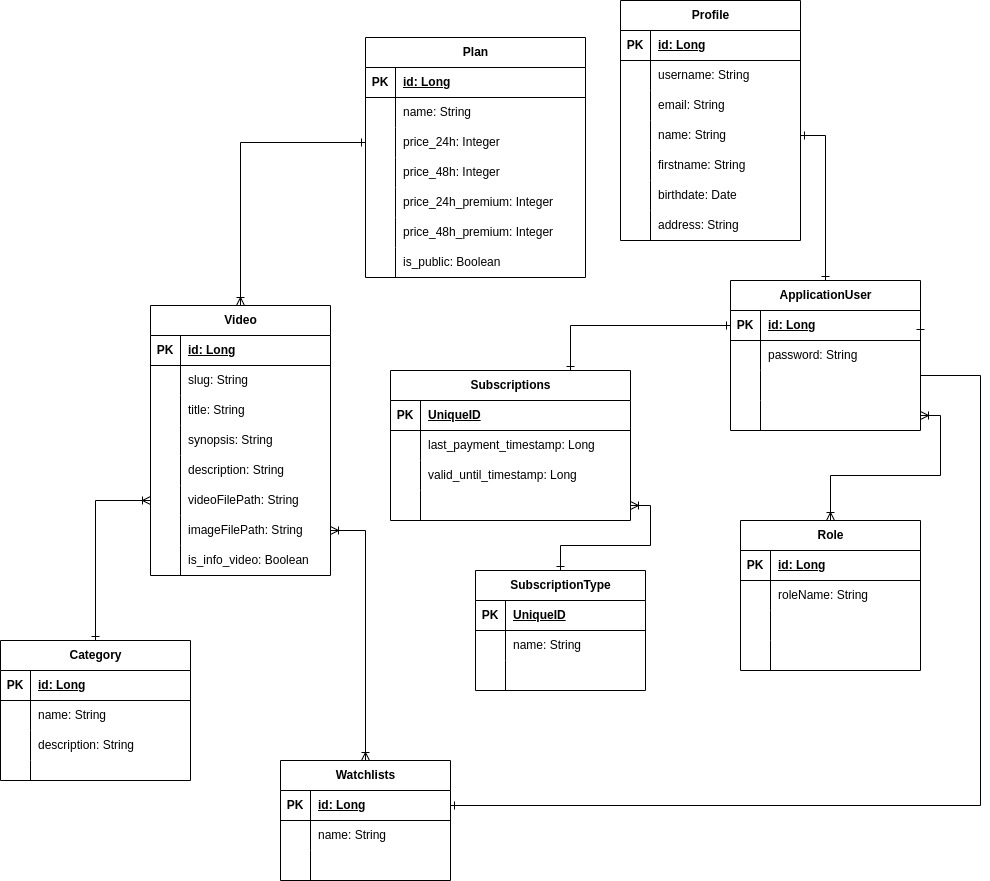 Profile
PK id: Long
username: String
email: String
name: String
firstname: String
birthdate: Date
address: String
Plan
PK id: Long
name: String
price_24h: Integer
price_48h: Integer
price_24h_premium: Integer
price_48h_premium: Integer
is_public: Boolean
ApplicationUser
PK id: Long
password: String
Video
PK id: Long
slug: String
title: String
synopsis: String
description: String
videoFilePath: String
imageFilePath: String
is_info_video: Boolean
Subscriptions
PK UniqueID
last_payment_timestamp: Long
valid_until_timestamp: Long
Role
PK id: Long
roleName: String
SubscriptionType
PK UniqueID
name: String
Category
PK id: Long
name: String
description: String
Watchlists
PK id: Long
name: String